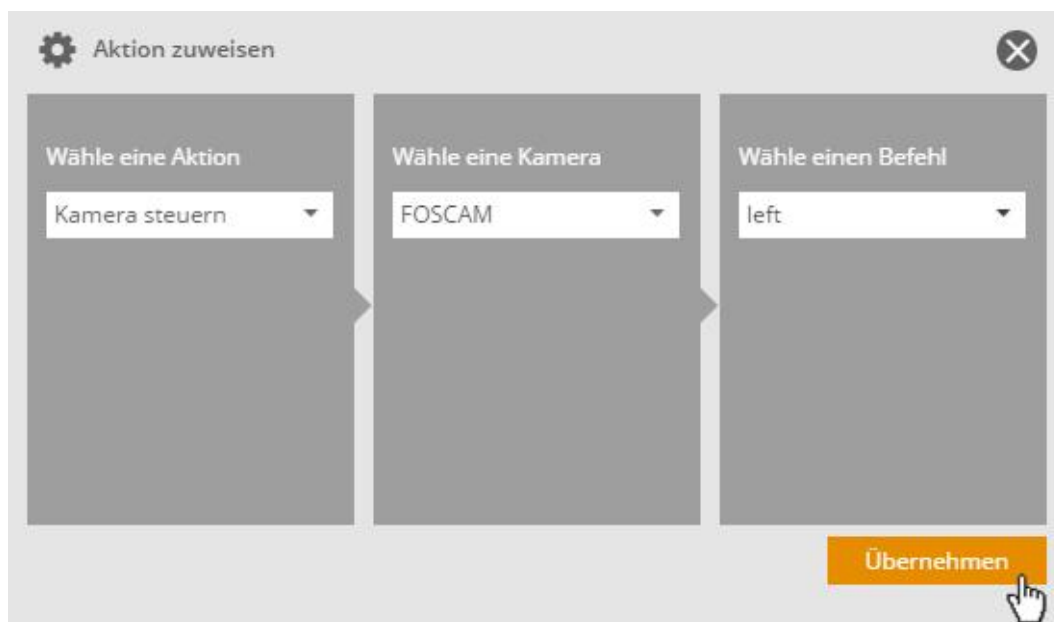 Aktion zuweisen
Wähle eine Aktion
Kamera steuern
Wähle eine Kamera
FOSCAM
Wähle einen Befehl
left
Übernehmen